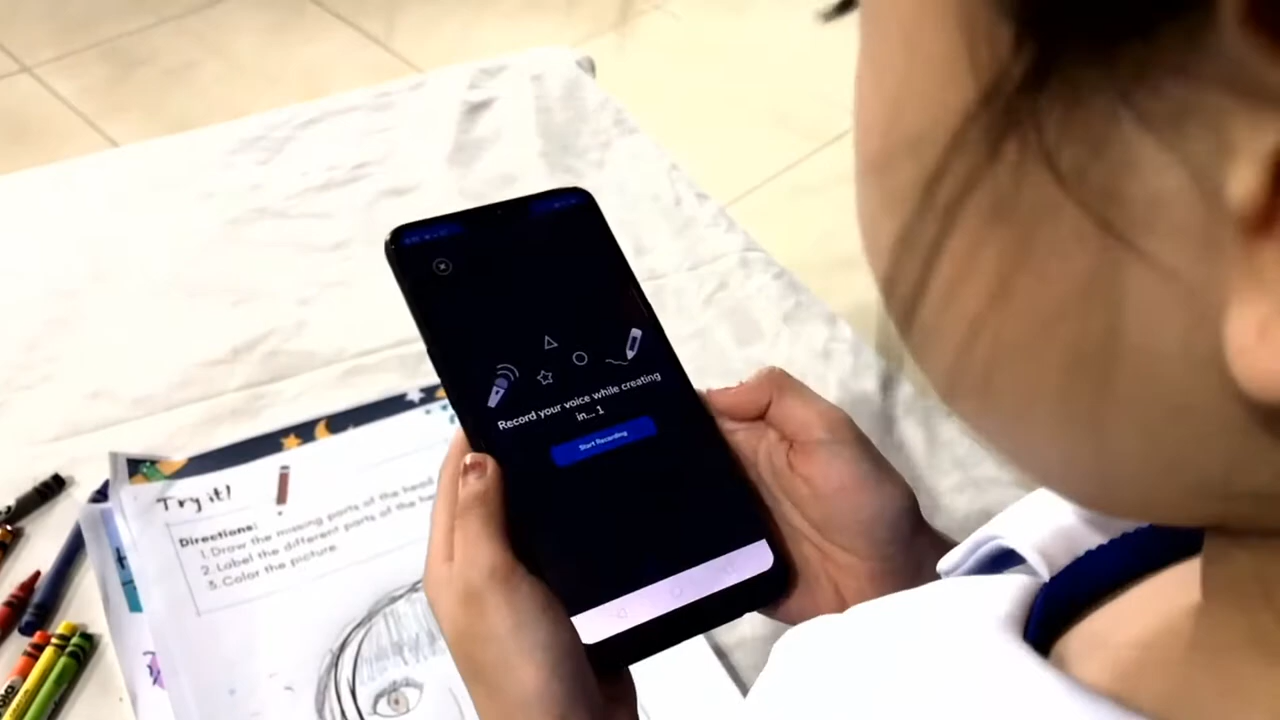 Record your voice while creating
in... 1
Start Recording
Try it!
Directions:
1. Draw the missing parts of the head
2. Label the different parts of the
3. Color the picture.